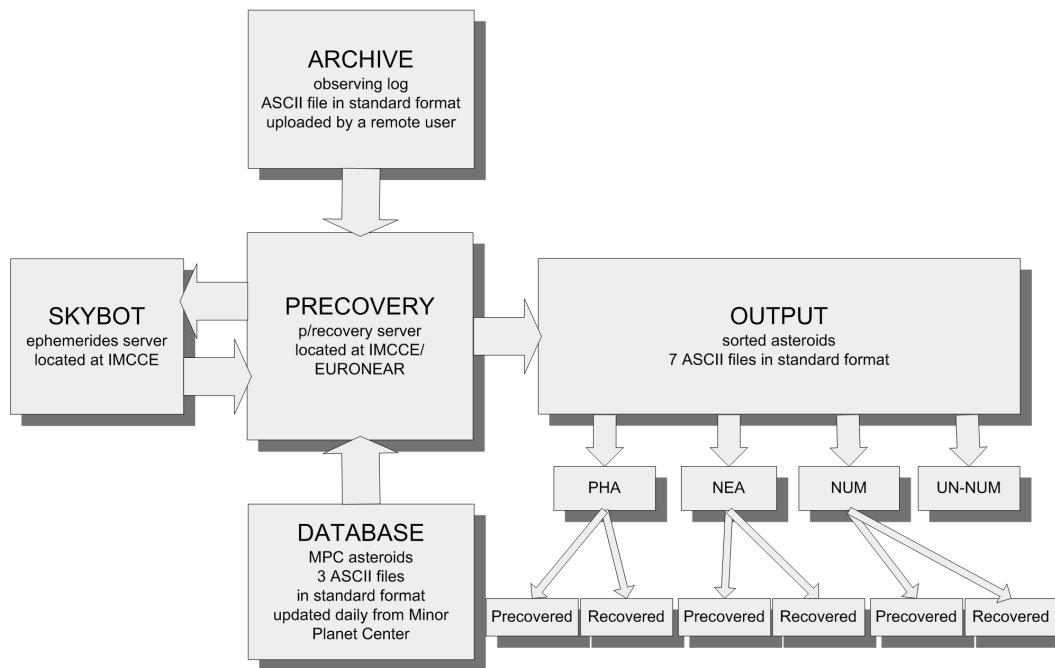 ARCHIVE
observing log
ASCII file in standard format
uploaded by a remote user
SKYBOT
ephemerides server
located at IMCCE
PRECOVERY
p/recovery server
located at IMCCE/
EURONEAR
OUTPUT
sorted asteroids
7 ASCII files in standard format
DATABASE
MPC asteroids
3 ASCII files
in standard format
updated daily from Minor
Planet Center
PHA
NEA
NUM
UN-NUM
Precovered
Recovered
Precovered
Recovered
Precovered
Recovered